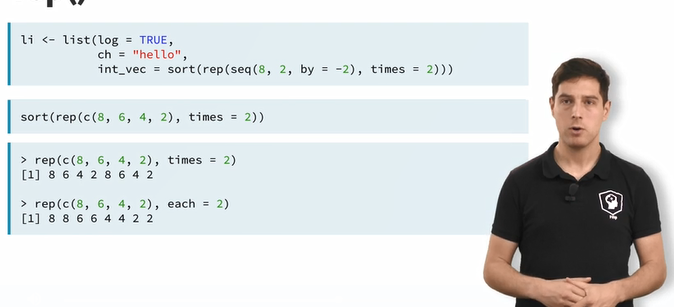 li <- list(log = TRUE,
ch = "hello",
int_vec = sort(rep(seq(8, 2, by = -2), times = 2)))
sort(rep(c(8, 6, 4, 2), times = 2))
> rep(c(8, 6, 4, 2), times = 2)
[1] 8 6 4 2 8 6 4 2
> rep(c(8, 6, 4, 2), each = 2)
[1] 8 8 6 6 4 4 2 2